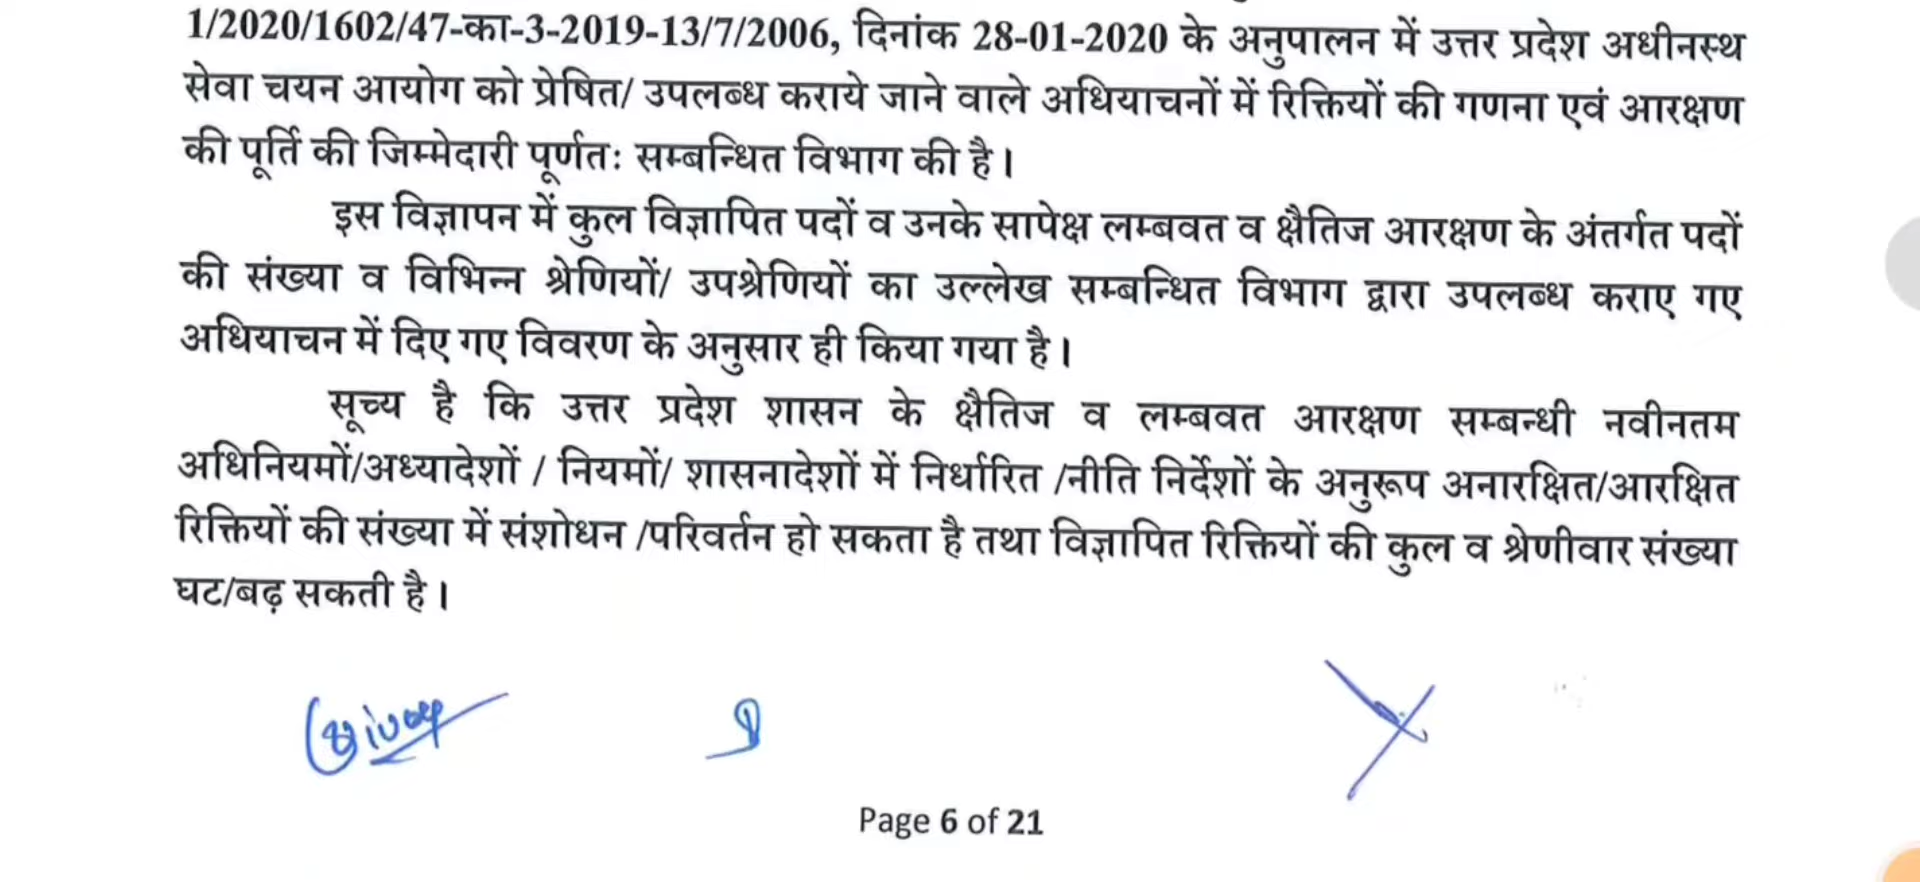 1/2020/1602/47-का-3-2019-13/7/2006, दिनांक 28-01-2020 के अनुपालन में उत्तर प्रदेश अधीनस्थ
सेवा चयन आयोग को प्रेषित/ उपलब्ध कराये जाने वाले अधियाचनों में रिक्तियों की गणना एवं आरक्षण
की पूर्ति की जिम्मेदारी पूर्णतः सम्बन्धित विभाग की है।
इस विज्ञापन में कुल विज्ञापित पदों व उनके सापेक्ष लम्बवत व क्षैतिज आरक्षण के अंतर्गत पदों
की संख्या व विभिन्न श्रेणियों/ उपश्रेणियों का उल्लेख सम्बन्धित विभाग द्वारा उपलब्ध कराए गए
अधियाचन में दिए गए विवरण के अनुसार ही किया गया है।
सूच्य है कि उत्तर प्रदेश शासन के क्षैतिज व लम्बवत आरक्षण सम्बन्धी नवीनतम
अधिनियमों/अध्यादेशों / नियमों/ शासनादेशों में निर्धारित /नीति निर्देशों के अनुरूप अनारक्षित/आरक्षित
रिक्तियों की संख्या में संशोधन /परिवर्तन हो सकता है तथा विज्ञापित रिक्तियों की कुल व श्रेणीवार संख्या
घट/बढ़ सकती है।
Page 6 of 21